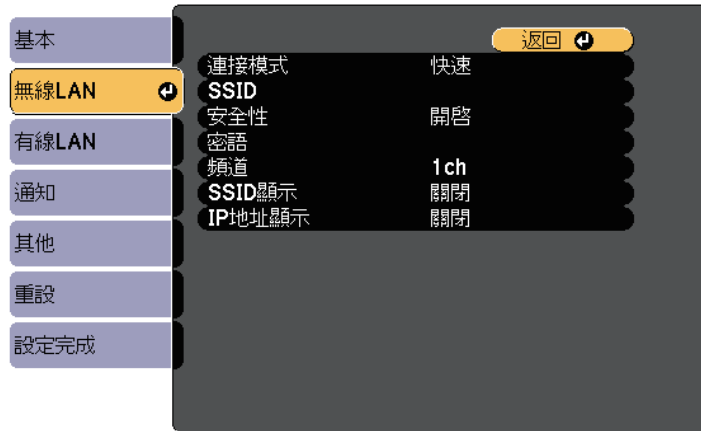 基本
無線LAN
有線LAN
通知
其他
重設
設定完成
返回
連接模式 快速
SSID
安全性 開啓
密語
頻道 1ch
SSID顯示 關閉
IP地址顯示 關閉